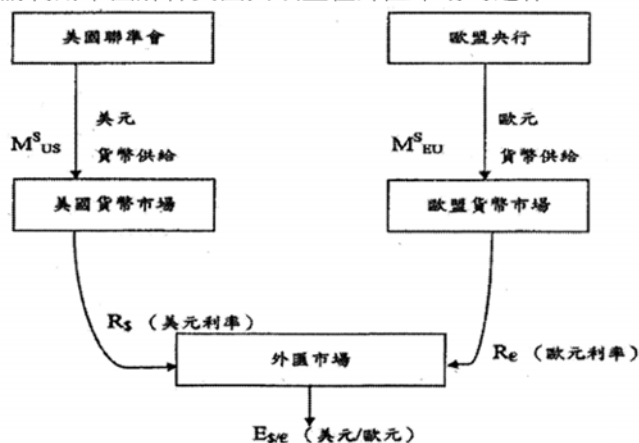 美國聯準會
歐盟央行
美元
歐元
M^S_US
貨幣供給
M^S_EU
貨幣供給
美國貨幣市場
歐盟貨幣市場
R$ （美元利率）
外匯市場
Re （歐元利率）
E$/e （美元/歐元）